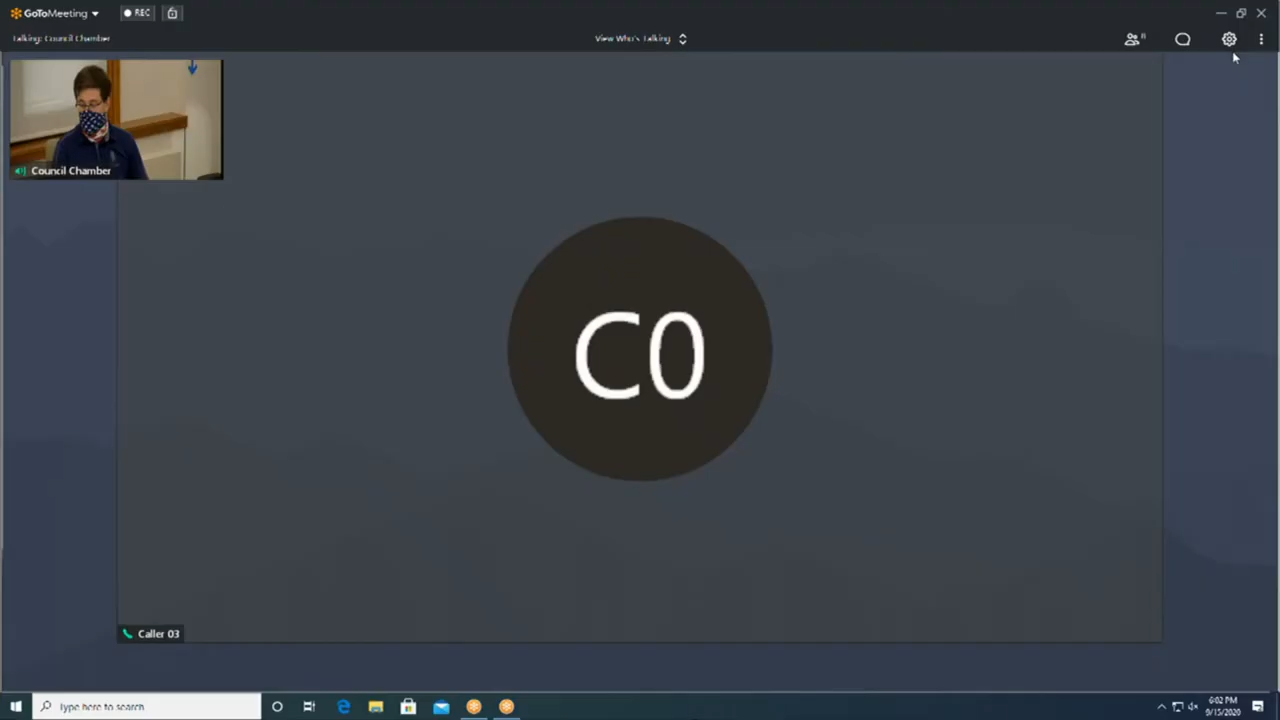 GoToMeeting
REC
Talking: Council Chamber
View Who's Talking
Council Chamber
C0
Caller 03
Type here to search
6:02 PM
9/15/2020